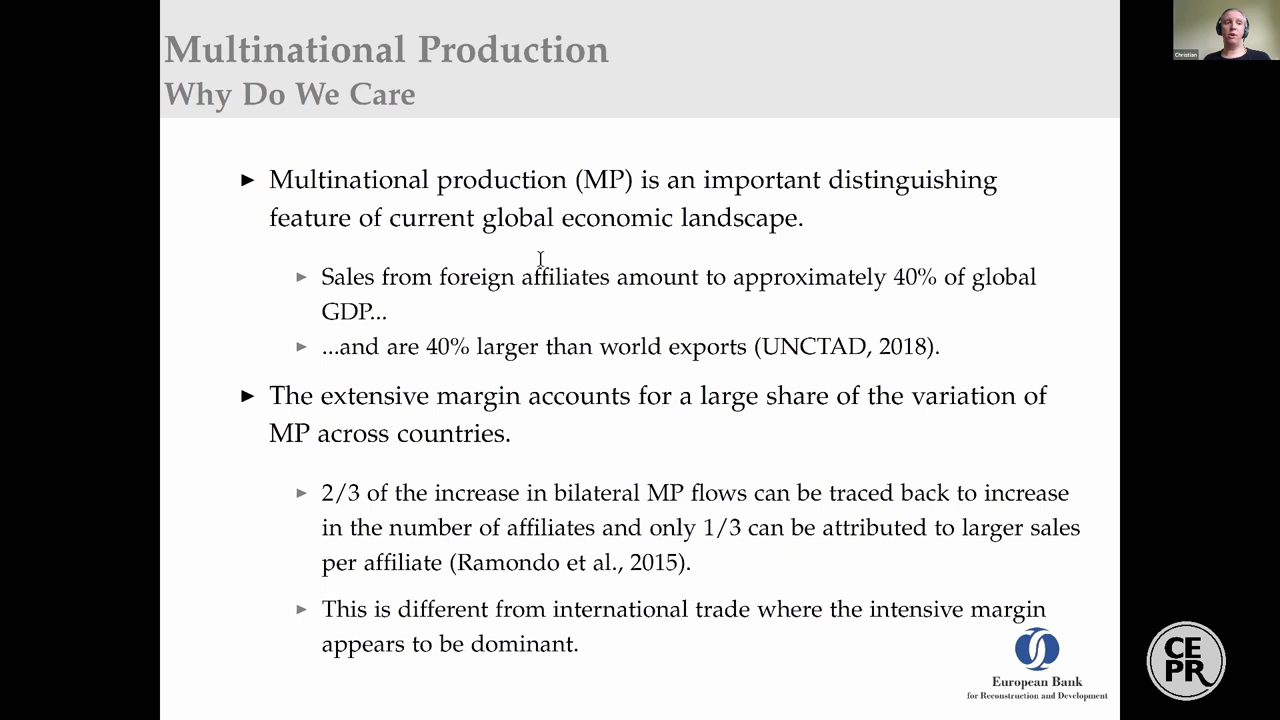 Multinational Production
Why Do We Care
Christian
► Multinational production (MP) is an important distinguishing
feature of current global economic landscape.
► Sales from foreign affiliates amount to approximately 40% of global
GDP...
► ...and are 40% larger than world exports (UNCTAD, 2018).
► The extensive margin accounts for a large share of the variation of
MP across countries.
► 2/3 of the increase in bilateral MP flows can be traced back to increase
in the number of affiliates and only 1/3 can be attributed to larger sales
per affiliate (Ramondo et al., 2015).
► This is different from international trade where the intensive margin
appears to be dominant.
European Bank
for Reconstruction and Development
CE
PR